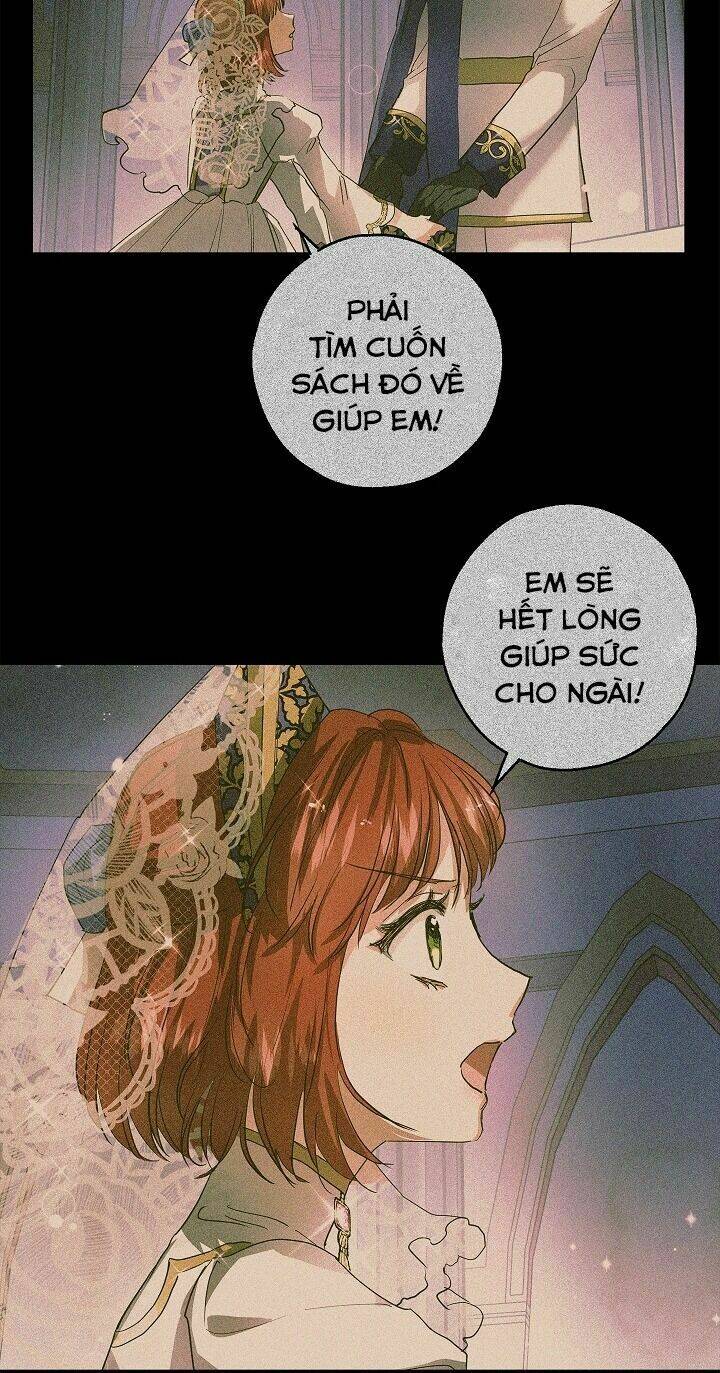 PHẢI
TÌM CUỐN
SÁCH ĐÓ VỀ
GIÚP EM!
EM SẼ
HẾT LÒNG
GIÚP SỨC
CHO NGÀI!